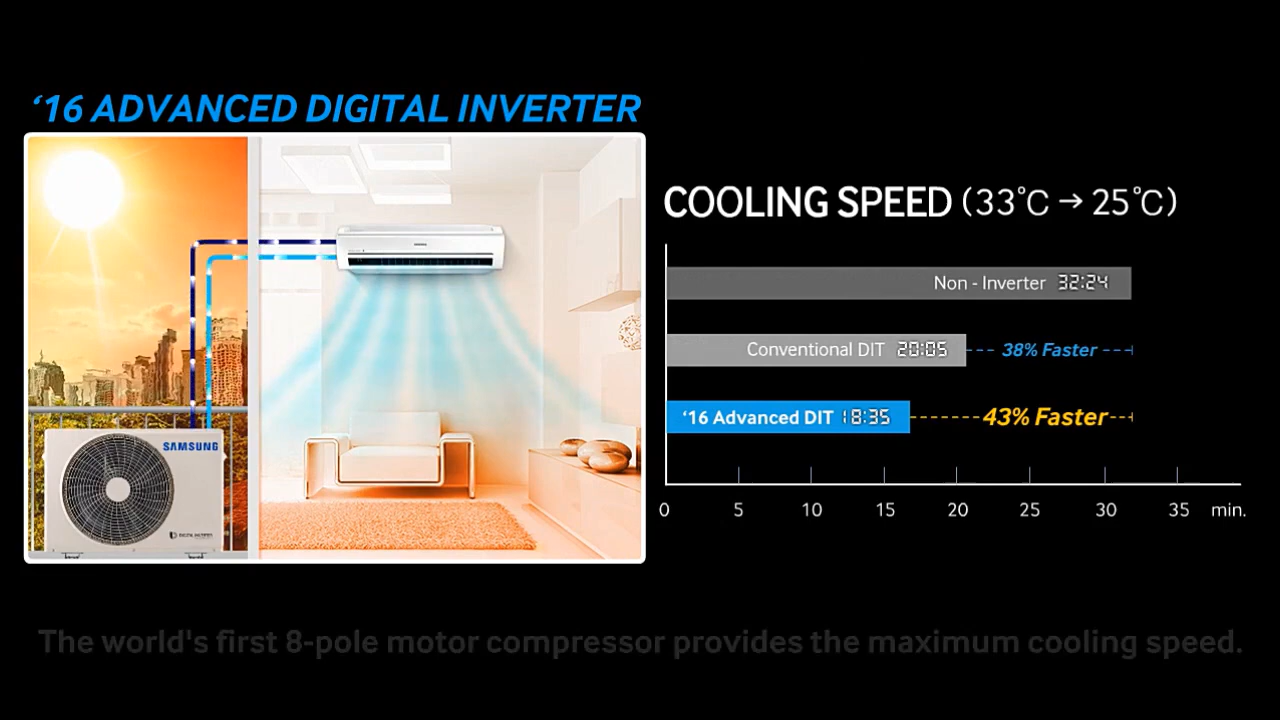 ‘16 ADVANCED DIGITAL INVERTER
COOLING SPEED (33°C → 25°C)
Non - Inverter 32:24
Conventional DIT 20:05
38% Faster
‘16 Advanced DIT 18:35
43% Faster
SAMSUNG
0 5 10 15 20 25 30 35 min.
The world's first 8-pole motor compressor provides the maximum cooling speed.